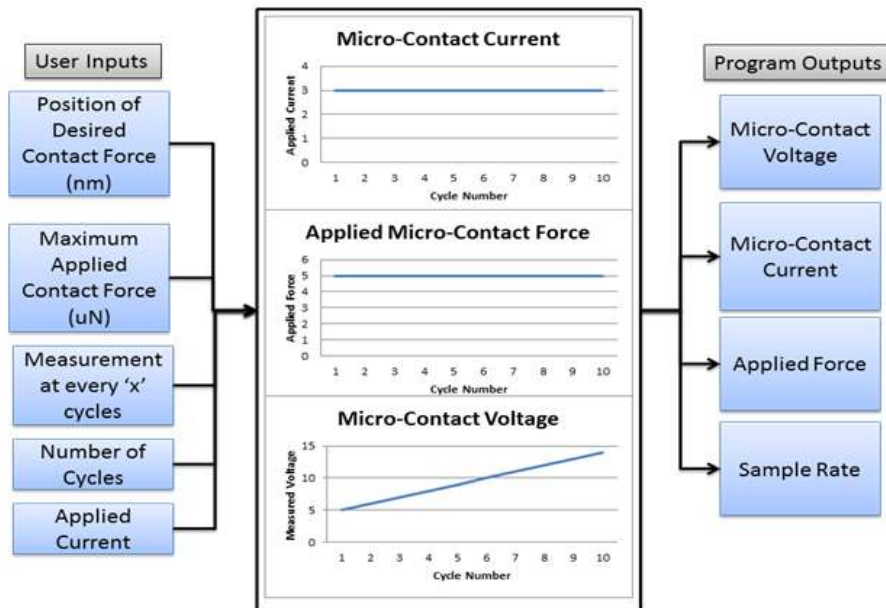 User Inputs
Position of
Desired
Contact Force
(nm)
Maximum
Applied
Contact Force
(uN)
Measurement
at every ‘x’
cycles
Number of
Cycles
Applied
Current
Micro-Contact Current
Applied Current
4
3
2
1
0
1 2 3 4 5 6 7 8 9 10
Cycle Number
Applied Micro-Contact Force
Applied Force
6
5
4
3
2
1
0
1 2 3 4 5 6 7 8 9 10
Cycle Number
Micro-Contact Voltage
Measured Voltage
15
10
5
0
1 2 3 4 5 6 7 8 9 10
Cycle Number
Program Outputs
Micro-Contact
Voltage
Micro-Contact
Current
Applied Force
Sample Rate